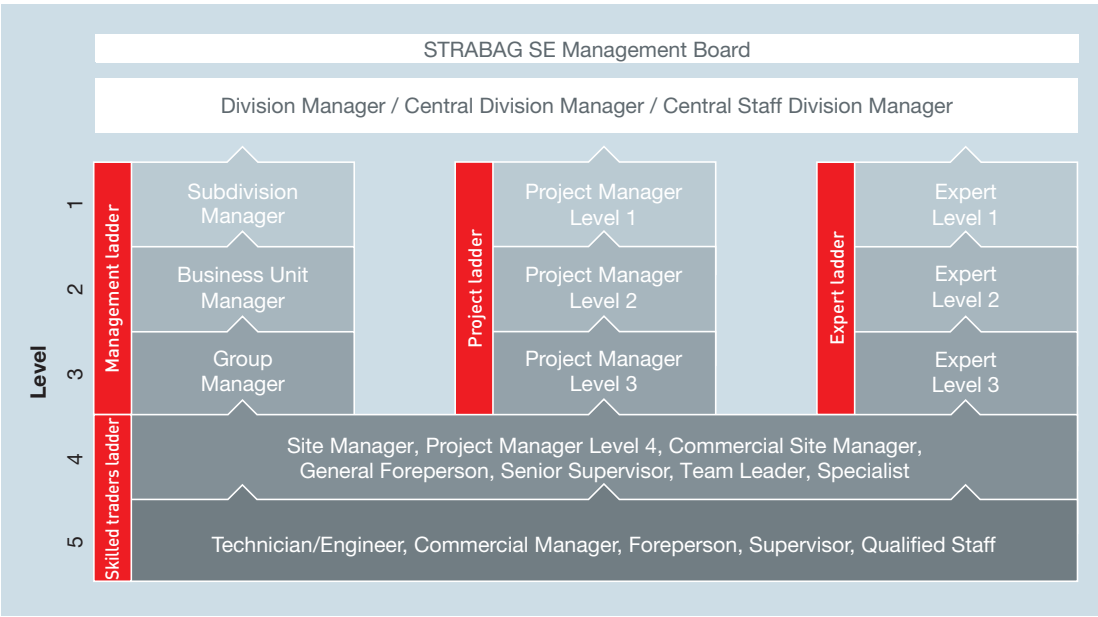 STRABAG SE Management Board
Division Manager / Central Division Manager / Central Staff Division Manager
Level
1
2
3
4
5
Management ladder
Subdivision
Manager
Business Unit
Manager
Group
Manager
Project ladder
Project Manager
Level 1
Project Manager
Level 2
Project Manager
Level 3
Expert ladder
Expert
Level 1
Expert
Level 2
Expert
Level 3
Skilled traders ladder
Site Manager, Project Manager Level 4, Commercial Site Manager,
General Foreperson, Senior Supervisor, Team Leader, Specialist
Technician/Engineer, Commercial Manager, Foreperson, Supervisor, Qualified Staff